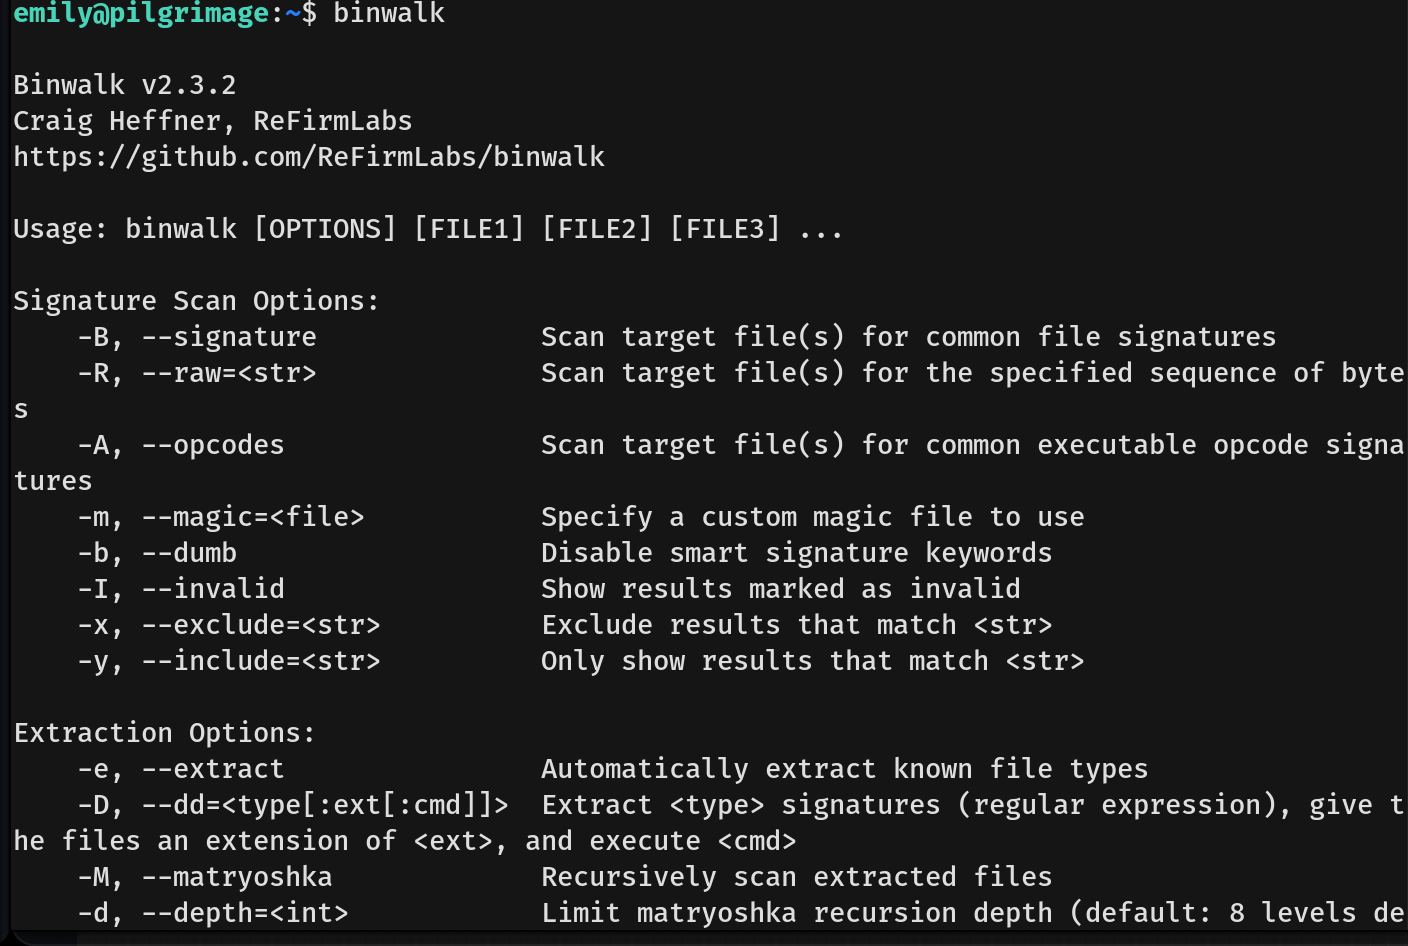 emily@pilgrimage:~$ binwalk
Binwalk v2.3.2
Craig Heffner, ReFirmLabs
https://github.com/ReFirmLabs/binwalk
Usage: binwalk [OPTIONS] [FILE1] [FILE2] [FILE3] ...
Signature Scan Options:
    -B, --signature              Scan target file(s) for common file signatures
    -R, --raw=<str>              Scan target file(s) for the specified sequence of byte
s
    -A, --opcodes                Scan target file(s) for common executable opcode signa
tures
    -m, --magic=<file>           Specify a custom magic file to use
    -b, --dumb                   Disable smart signature keywords
    -I, --invalid                Show results marked as invalid
    -x, --exclude=<str>          Exclude results that match <str>
    -y, --include=<str>          Only show results that match <str>
Extraction Options:
    -e, --extract                Automatically extract known file types
    -D, --dd=<type[:ext[:cmd]]>  Extract <type> signatures (regular expression), give t
he files an extension of <ext>, and execute <cmd>
    -M, --matryoshka             Recursively scan extracted files
    -d, --depth=<int>            Limit matryoshka recursion depth (default: 8 levels de